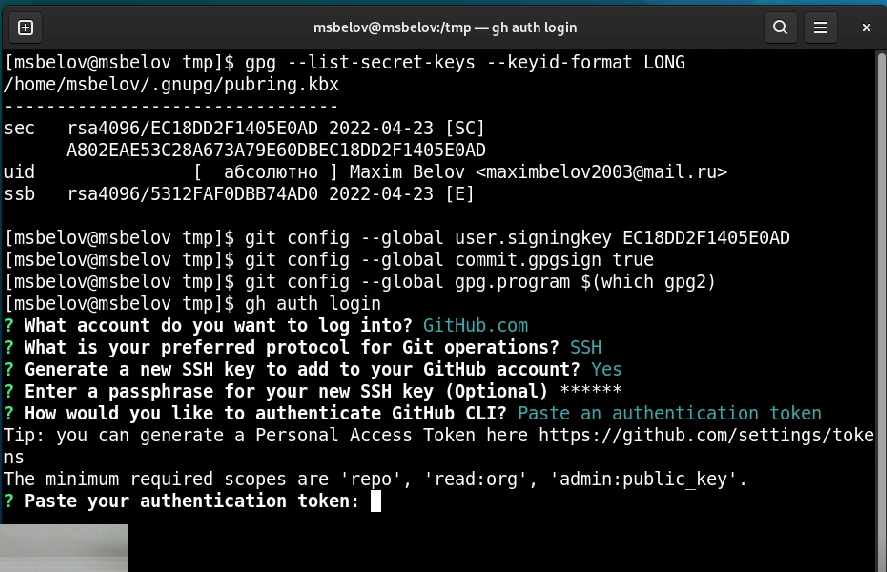 msbelov@msbelov:/tmp — gh auth login
[msbelov@msbelov tmp]$ gpg --list-secret-keys --keyid-format LONG
/home/msbelov/.gnupg/pubring.kbx
--------------------------------
sec   rsa4096/EC18DD2F1405E0AD 2022-04-23 [SC]
      A802EAE53C28A673A79E60DBEC18DD2F1405E0AD
uid               [  абсолютно ] Maxim Belov <maximbelov2003@mail.ru>
ssb   rsa4096/5312FAF0DBB74AD0 2022-04-23 [E]
[msbelov@msbelov tmp]$ git config --global user.signingkey EC18DD2F1405E0AD
[msbelov@msbelov tmp]$ git config --global commit.gpgsign true
[msbelov@msbelov tmp]$ git config --global gpg.program $(which gpg2)
[msbelov@msbelov tmp]$ gh auth login
? What account do you want to log into? GitHub.com
? What is your preferred protocol for Git operations? SSH
? Generate a new SSH key to add to your GitHub account? Yes
? Enter a passphrase for your new SSH key (Optional) ******
? How would you like to authenticate GitHub CLI? Paste an authentication token
Tip: you can generate a Personal Access Token here https://github.com/settings/toke
ns
The minimum required scopes are 'repo', 'read:org', 'admin:public_key'.
? Paste your authentication token: